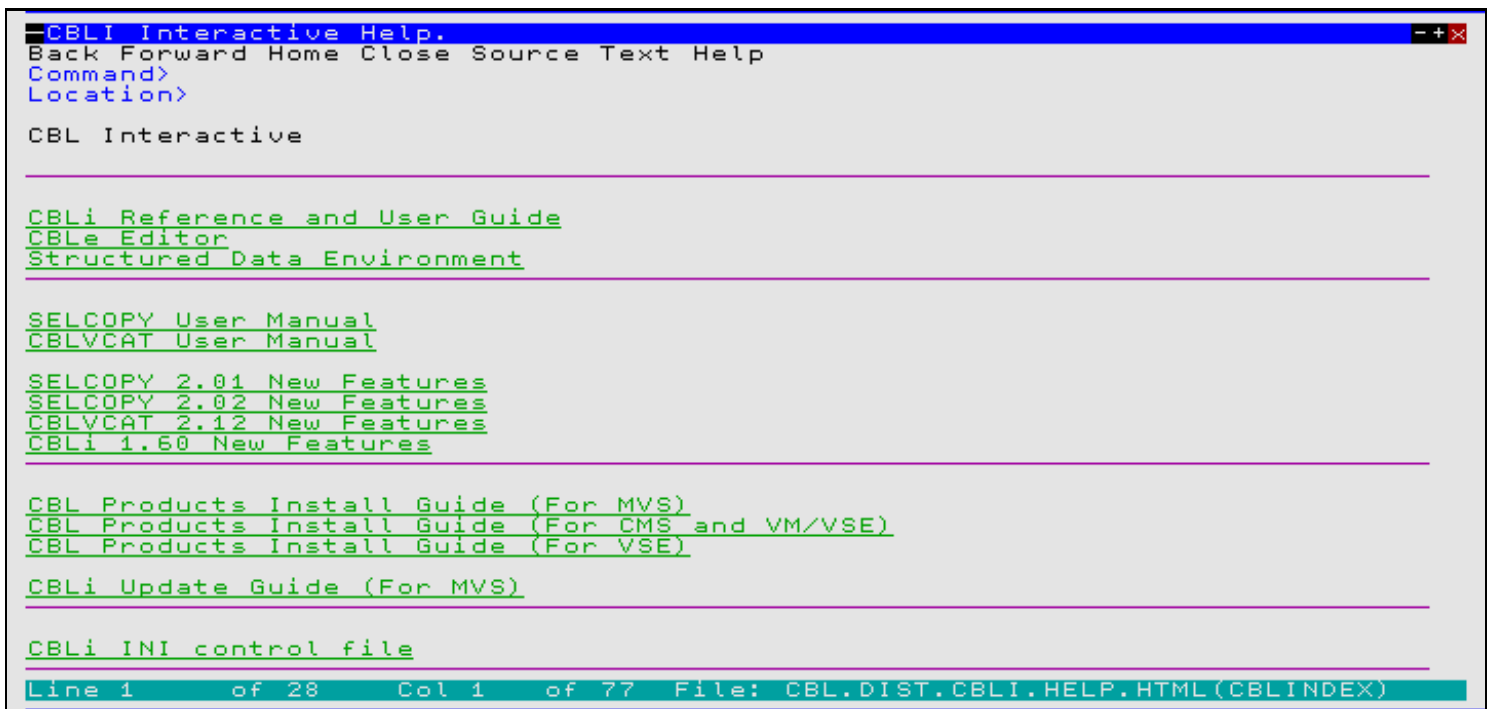 CBLI Interactive Help. - + x
Back Forward Home Close Source Text Help
Command>
Location>
CBL Interactive
CBLi Reference and User Guide
CBLe Editor
Structured Data Environment
SELCOPY User Manual
CBLVCAT User Manual
SELCOPY 2.01 New Features
SELCOPY 2.02 New Features
CBLVCAT 2.12 New Features
CBLi 1.60 New Features
CBL Products Install Guide (For MVS)
CBL Products Install Guide (For CMS and VM/VSE)
CBL Products Install Guide (For VSE)
CBLi Update Guide (For MVS)
CBLi INI control file
Line 1 of 28 Col 1 of 77 File: CBL.DIST.CBLI.HELP.HTML(CBLINDEX)